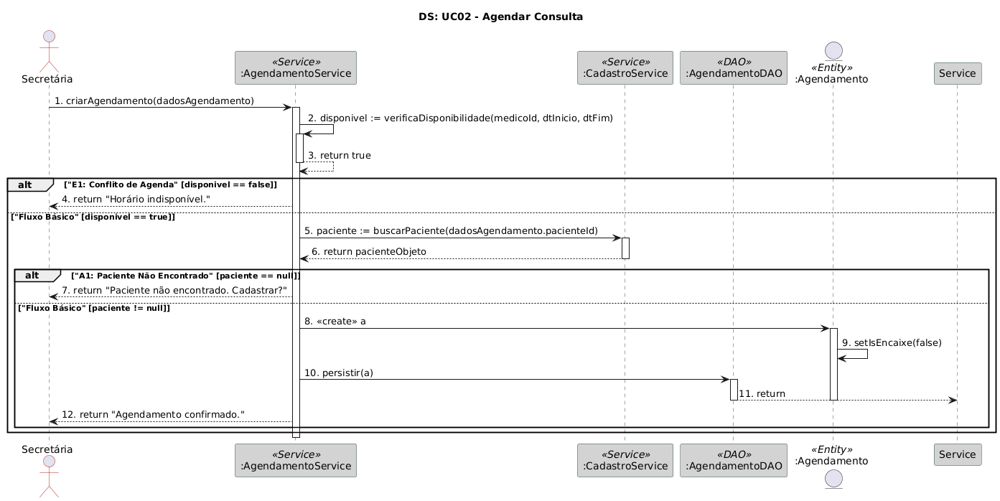 DS: UC02 - Agendar Consulta
Secretária
«Service»
:AgendamentoService
«Service»
:CadastroService
«DAO»
:AgendamentoDAO
«Entity»
:Agendamento
Service
1. criarAgendamento(dadosAgendamento)
2. disponivel := verificaDisponibilidade(medicoId, dtInicio, dtFim)
3. return true
alt ["E1: Conflito de Agenda" [disponivel == false]]
4. return "Horário indisponível."
["Fluxo Básico" [disponivel == true]]
5. paciente := buscarPaciente(dadosAgendamento.pacienteId)
6. return pacienteObjeto
alt ["A1: Paciente Não Encontrado" [paciente == null]]
7. return "Paciente não encontrado. Cadastrar?"
["Fluxo Básico" [paciente != null]]
8. «create» a
9. setIsEncaixe(false)
10. persistir(a)
11. return
12. return "Agendamento confirmado."
Secretária
«Service»
:AgendamentoService
«Service»
:CadastroService
«DAO»
:AgendamentoDAO
«Entity»
:Agendamento
Service